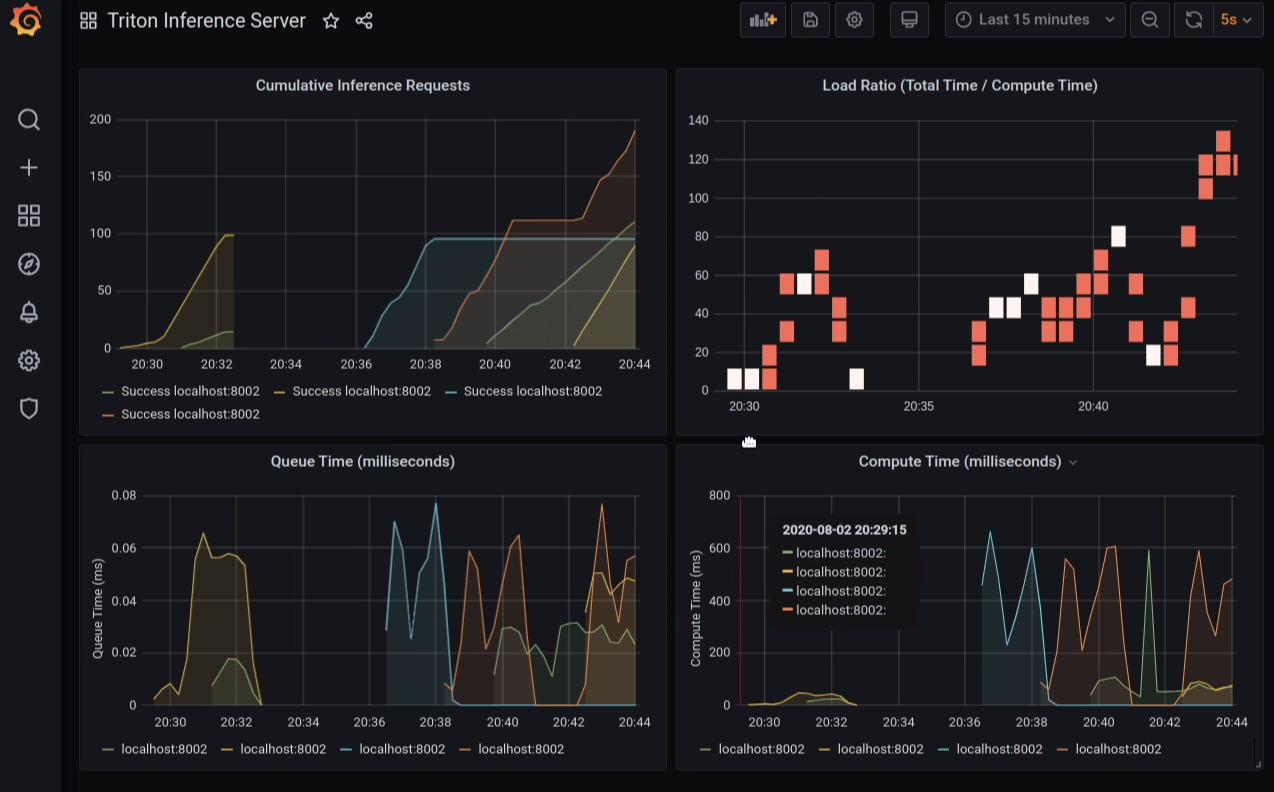 Triton Inference Server
Last 15 minutes
5s
Cumulative Inference Requests
200
150
100
50
0
20:30 20:32 20:34 20:36 20:38 20:40 20:42 20:44
Success localhost:8002 Success localhost:8002 Success localhost:8002
Success localhost:8002
Load Ratio (Total Time / Compute Time)
140
120
100
80
60
40
20
0
20:30 20:35 20:40
Queue Time (milliseconds)
Queue Time (ms)
0.08
0.06
0.04
0.02
0
20:30 20:32 20:34 20:36 20:38 20:40 20:42 20:44
localhost:8002 localhost:8002 localhost:8002 localhost:8002
Compute Time (milliseconds)
Compute Time (ms)
800
600
400
200
0
2020-08-02 20:29:15
localhost:8002:
localhost:8002:
localhost:8002:
localhost:8002:
20:30 20:32 20:34 20:36 20:38 20:40 20:42 20:44
localhost:8002 localhost:8002 localhost:8002 localhost:8002